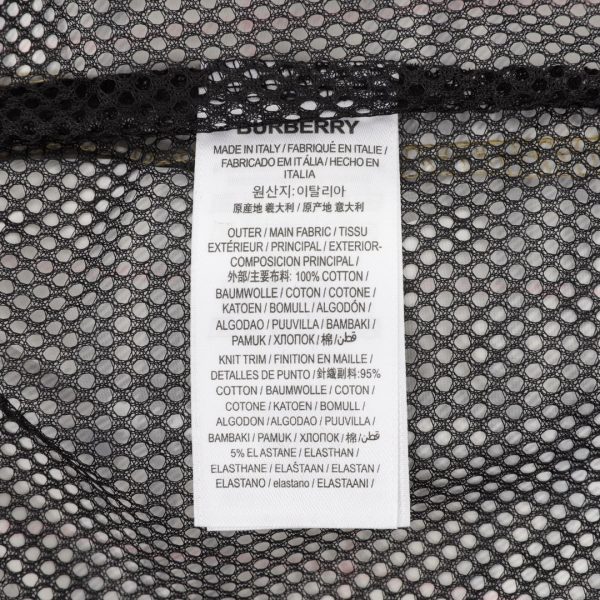 BURBERRY
MADE IN ITALY / FABRIQUÉ EN ITALIE /
FABRICADO EM ITÁLIA / HECHO EN
ITALIA
원산지:이탈리아
原産地 義大利 / 原产地 意大利
OUTER / MAIN FABRIC / TISSU
EXTÉRIEUR / PRINCIPAL / EXTERIOR-
COMPOSICION PRINCIPAL /
外部/主要布料: 100% COTTON /
BAUMWOLLE / COTON / COTONE /
KATOEN / BOMULL / ALGODÓN /
ALGODAO / PUUVILLA / BAMBAKI /
PAMUK / ХЛОПОК / 棉/ قطن /
KNIT TRIM / FINITION EN MAILLE /
DETALLES DE PUNTO / 針織副料: 95%
COTTON / BAUMWOLLE / COTON /
COTONE / KATOEN / BOMULL /
ALGODON / ALGODAO / PUUVILLA /
BAMBAKI / PAMUK / ХЛОПОК / 棉/ قطن /
5% ELASTANE / ELASTHAN /
ELASTHANE / ELAŠTAAN / ELASTAN /
ELASTANO / elastano / ELASTAANI /